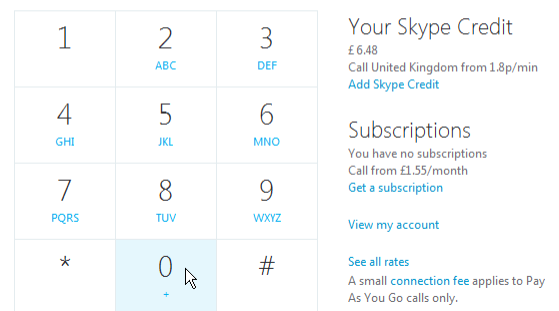 1 2 3
ABC DEF
4 5 6
GHI JKL MNO
7 8 9
PQRS TUV WXYZ
* 0 #
+
Your Skype Credit
£ 6.48
Call United Kingdom from 1.8p/min
Add Skype Credit
Subscriptions
You have no subscriptions
Call from £1.55/month
Get a subscription
View my account
See all rates
A small connection fee applies to Pay
As You Go calls only.